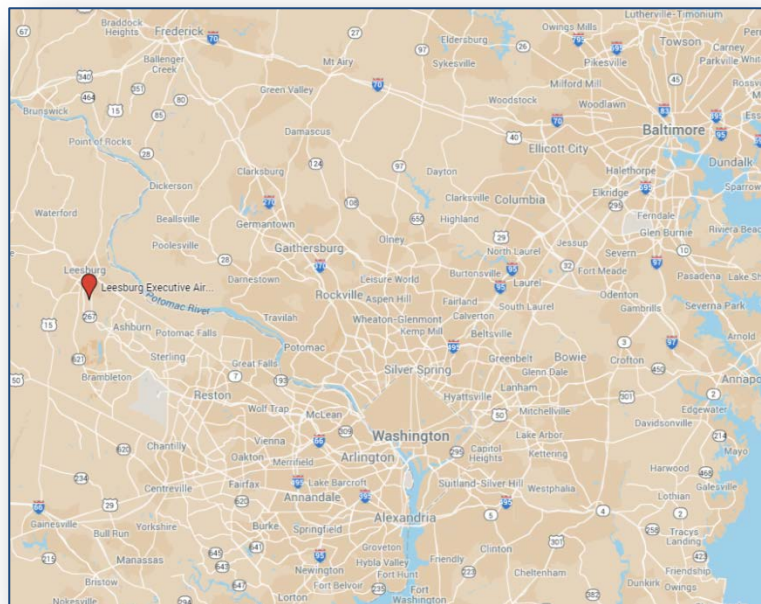 Braddock Heights
Frederick
Owings Mills
Lutherville-Timonium
Towson
Carney
Pikesville
Parkville
Eldersburg
Sykesville
Mt Airy
Ballenger Creek
Green Valley
Milford Mill
Woodlawn
Woodstock
Brunswick
Point of Rocks
Damascus
Baltimore
Ellicott City
Dundalk
Halethorpe
Elkridge
Dickerson
Clarksburg
Dayton
Clarksville
Columbia
Ferndale
Glen Burnie
Waterford
Beallsville
Poolesville
Germantown
Highland
Olney
Gaithersburg
North Laurel
Jessup
Severn
Riviera Beach
Leesburg
Leesburg Executive Air...
Darnestown
Leisure World
Burtonsville
Laurel
Fort Meade
Pasadena
Potomac River
Rockville
Aspen Hill
Fairland
South Laurel
Odenton
Gambrills
Severna Park
Travilah
Wheaton-Glenmont
Calverton
Kemp Mill
Beltsville
Ashburn
Potomac Falls
Potomac
Arnold
Sterling
Great Falls
Silver Spring
Greenbelt
Bowie
Crofton
Glenn Dale
Brambleton
Reston
Hyattsville
Lanham
Mitchellville
Wolf Trap
McLean
Davidsonville
Edgewater
Washington
Lake Arbor
Chantilly
Vienna
Oakton
Merrifield
Arlington
Capitol Heights
Kettering
Mayo
Harwood
Galesville
Lothian
Centreville
Fairfax
Lake Barcroft
Annandale
Suitland-Silver Hill
Westphalia
Gainesville
Bull Run
Yorkshire
Burke
Springfield
Alexandria
Tracys Landing
Manassas
Groveton
Hybla Valley
Friendly
Clinton
Bristow
Newington
Fort Hunt
Fort Belvoir
Cheltenham
Friendship
Nokesville
Lorton
Fort Washington
Dunkirk
Owings